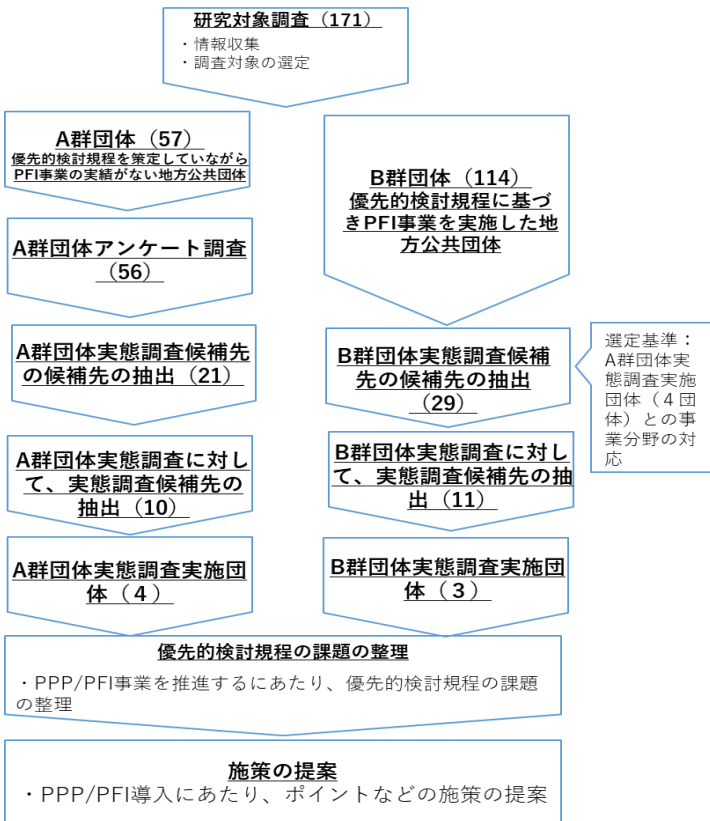 研究対象調査（171）
・情報収集
・調査対象の選定
A群団体（57）
優先的検討規程を策定していながら
PFI事業の実績がない地方公共団体
A群団体アンケート調査
（56）
A群団体実態調査候補先
の候補先の抽出（21）
A群団体実態調査に対し
て、実態調査候補先の
抽出（10）
A群団体実態調査実施団
体（４）
B群団体（114）
優先的検討規程に基づ
きPFI事業を実施した地
方公共団体
B群団体実態調査候補
先の候補先の抽出
（29）
選定基準：
A群団体実
態調査実施
団体（４団
体）との事
業分野の対
応
B群団体実態調査に対し
て、実態調査候補先の抽
出（11）
B群団体実態調査実施団
体（３）
優先的検討規程の課題の整理
・PPP/PFI事業を推進するにあたり、優先的検討規程の課題
の整理
施策の提案
・PPP/PFI導入にあたり、ポイントなどの施策の提案